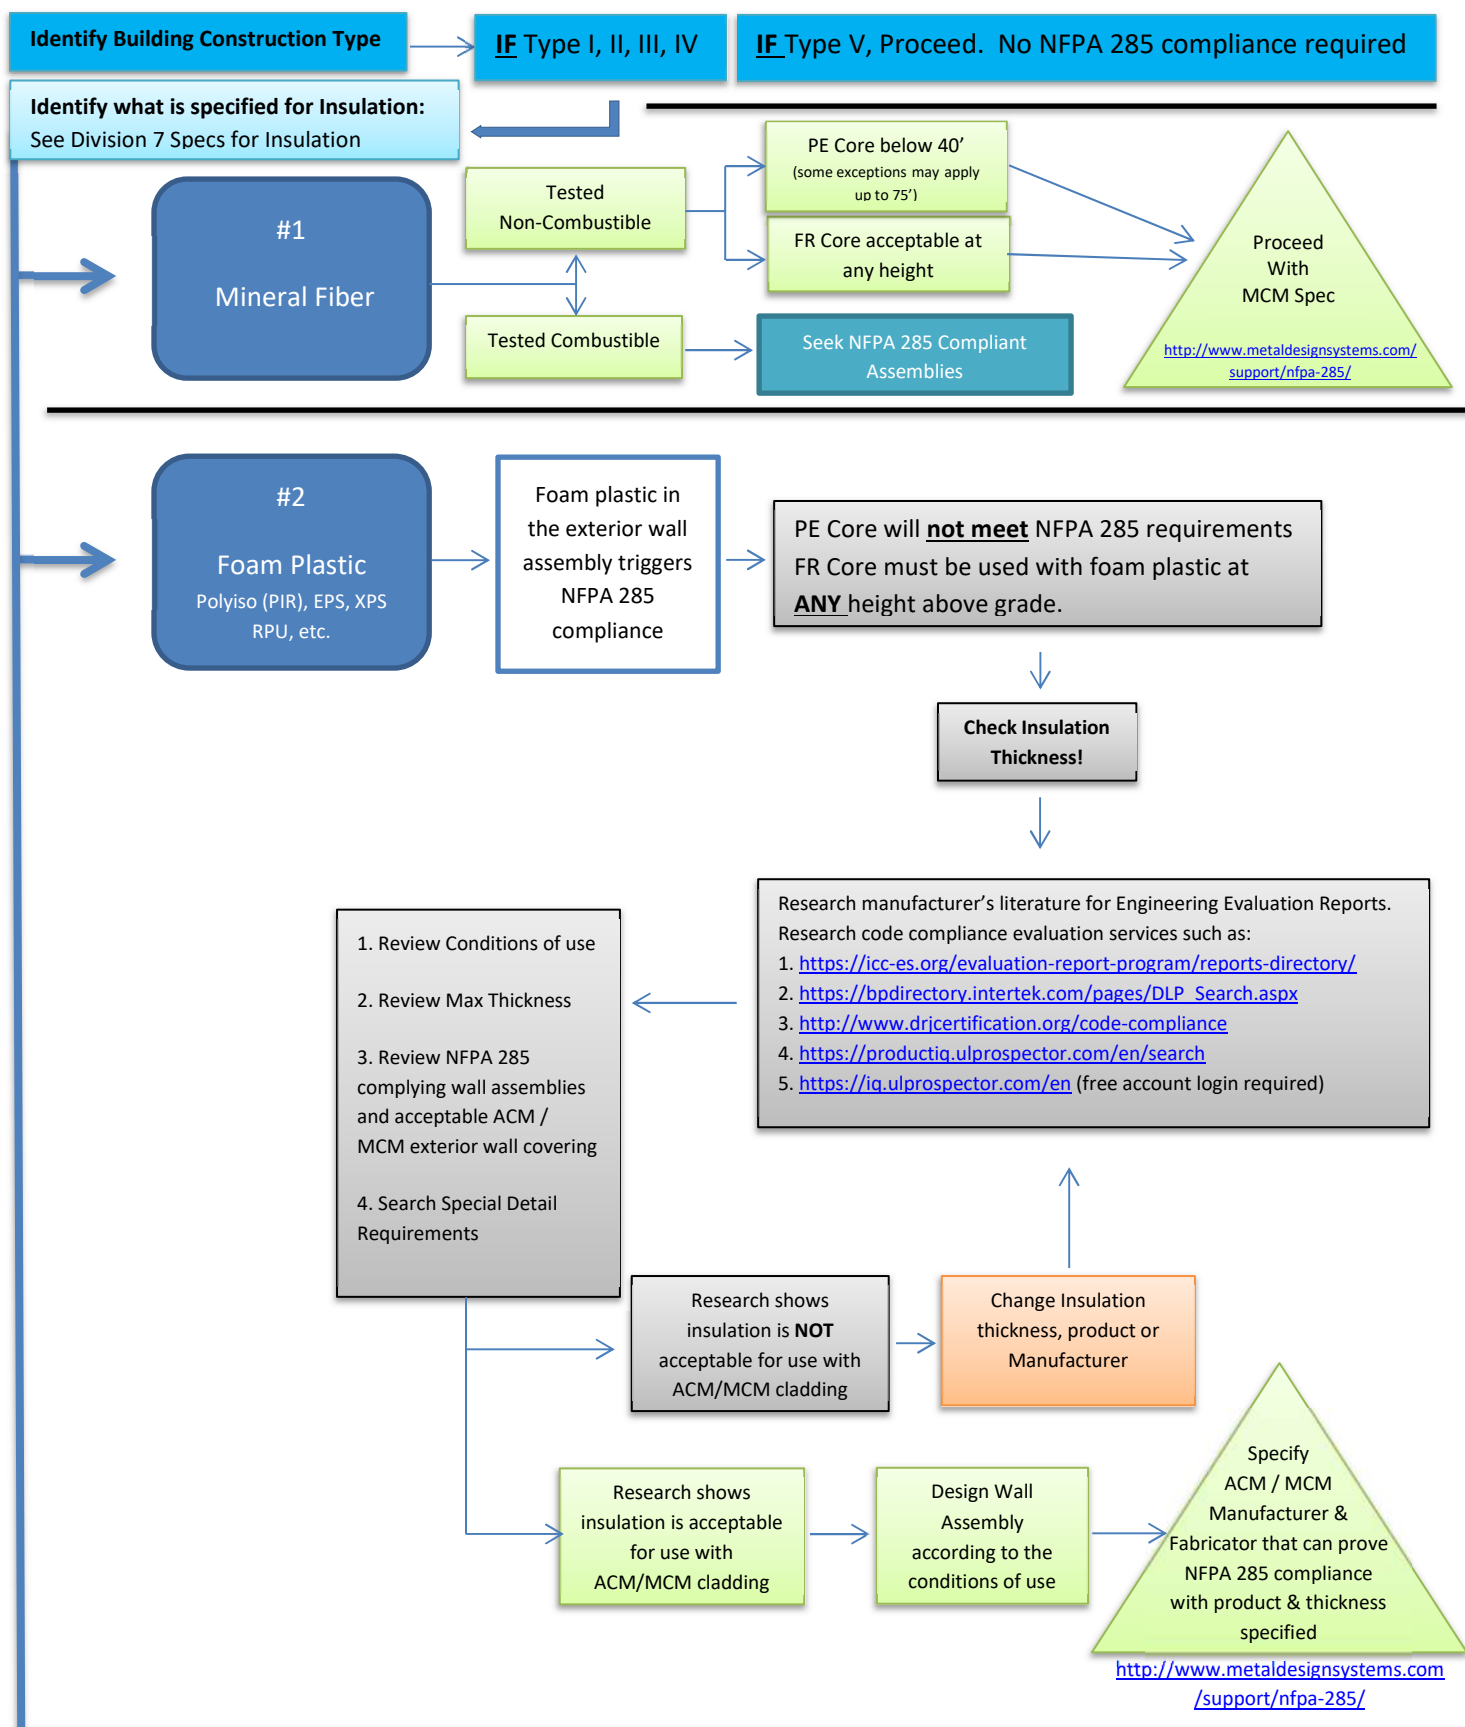 Identify Building Construction Type
IF Type I, II, III, IV
IF Type V, Proceed. No NFPA 285 compliance required
Identify what is specified for Insulation:
See Division 7 Specs for Insulation
#1
Mineral Fiber
Tested
Non-Combustible
Tested Combustible
PE Core below 40’
(some exceptions may apply
up to 75’)
FR Core acceptable at
any height
Seek NFPA 285 Compliant
Assemblies
Proceed
With
MCM Spec
http://www.metaldesignsystems.com/
support/nfpa-285/
#2
Foam Plastic
Polyiso (PIR), EPS, XPS
RPU, etc.
Foam plastic in
the exterior wall
assembly triggers
NFPA 285
compliance
PE Core will not meet NFPA 285 requirements
FR Core must be used with foam plastic at
ANY height above grade.
Check Insulation
Thickness!
Research manufacturer’s literature for Engineering Evaluation Reports.
Research code compliance evaluation services such as:
1. https://icc-es.org/evaluation-report-program/reports-directory/
2. https://bpdirectory.intertek.com/pages/DLP_Search.aspx
3. http://www.drjcertification.org/code-compliance
4. https://productiq.ulprospector.com/en/search
5. https://iq.ulprospector.com/en (free account login required)
1. Review Conditions of use
2. Review Max Thickness
3. Review NFPA 285
complying wall assemblies
and acceptable ACM /
MCM exterior wall covering
4. Search Special Detail
Requirements
Research shows
insulation is NOT
acceptable for use with
ACM/MCM cladding
Change Insulation
thickness, product or
Manufacturer
Research shows
insulation is acceptable
for use with
ACM/MCM cladding
Design Wall
Assembly
according to the
conditions of use
Specify
ACM / MCM
Manufacturer &
Fabricator that can prove
NFPA 285 compliance
with product & thickness
specified
http://www.metaldesignsystems.com
/support/nfpa-285/